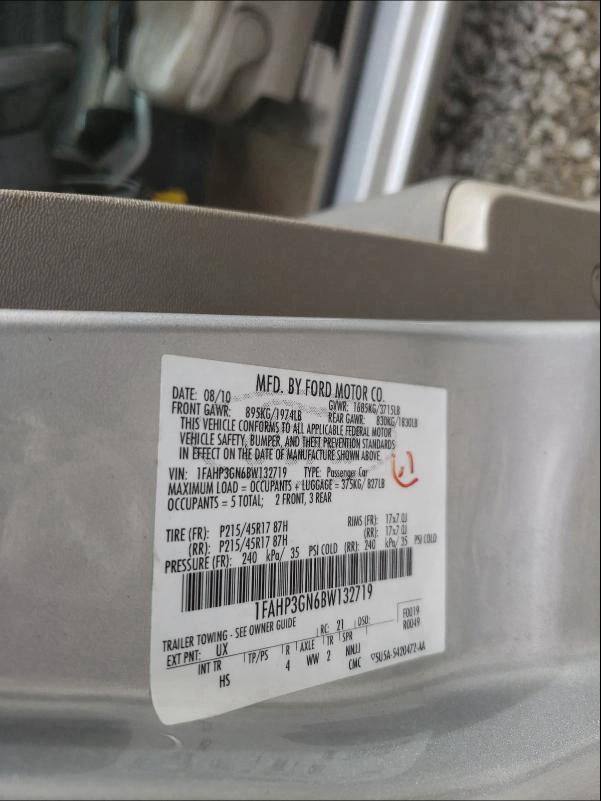 MFD. BY FORD MOTOR CO.
DATE: 08/10 GVWR: 1685KG/3715LB
FRONT GAWR: 895KG/1974LB REAR GAWR: 830KG/1830LB
THIS VEHICLE CONFORMS TO ALL APPLICABLE FEDERAL MOTOR
VEHICLE SAFETY, BUMPER, AND THEFT PREVENTION STANDARDS
IN EFFECT ON THE DATE OF MANUFACTURE SHOWN ABOVE.
VIN: 1FAHP3GN6BW132719 TYPE: Passenger Car
MAXIMUM LOAD = OCCUPANTS + LUGGAGE = 375KG/827LB
OCCUPANTS = 5 TOTAL; 2 FRONT, 3 REAR
TIRE (FR): P215/45R17 87H RIMS (FR): 17x7.0J
(RR): P215/45R17 87H (RR): 17x7.0J
PRESSURE (FR): 240 kPa/ 35 PSI COLD (RR): 240 kPa/ 35 PSI COLD
1FAHP3GN6BW132719
F0019
R0049
TRAILER TOWING - SEE OWNER GUIDE RC: 21 DSO:
EXT PNT: UX TP/PS R AXLE TR SPR
INT TR 4 WW 2 NNJJ
HS CMC 5U5A-5420472-AA